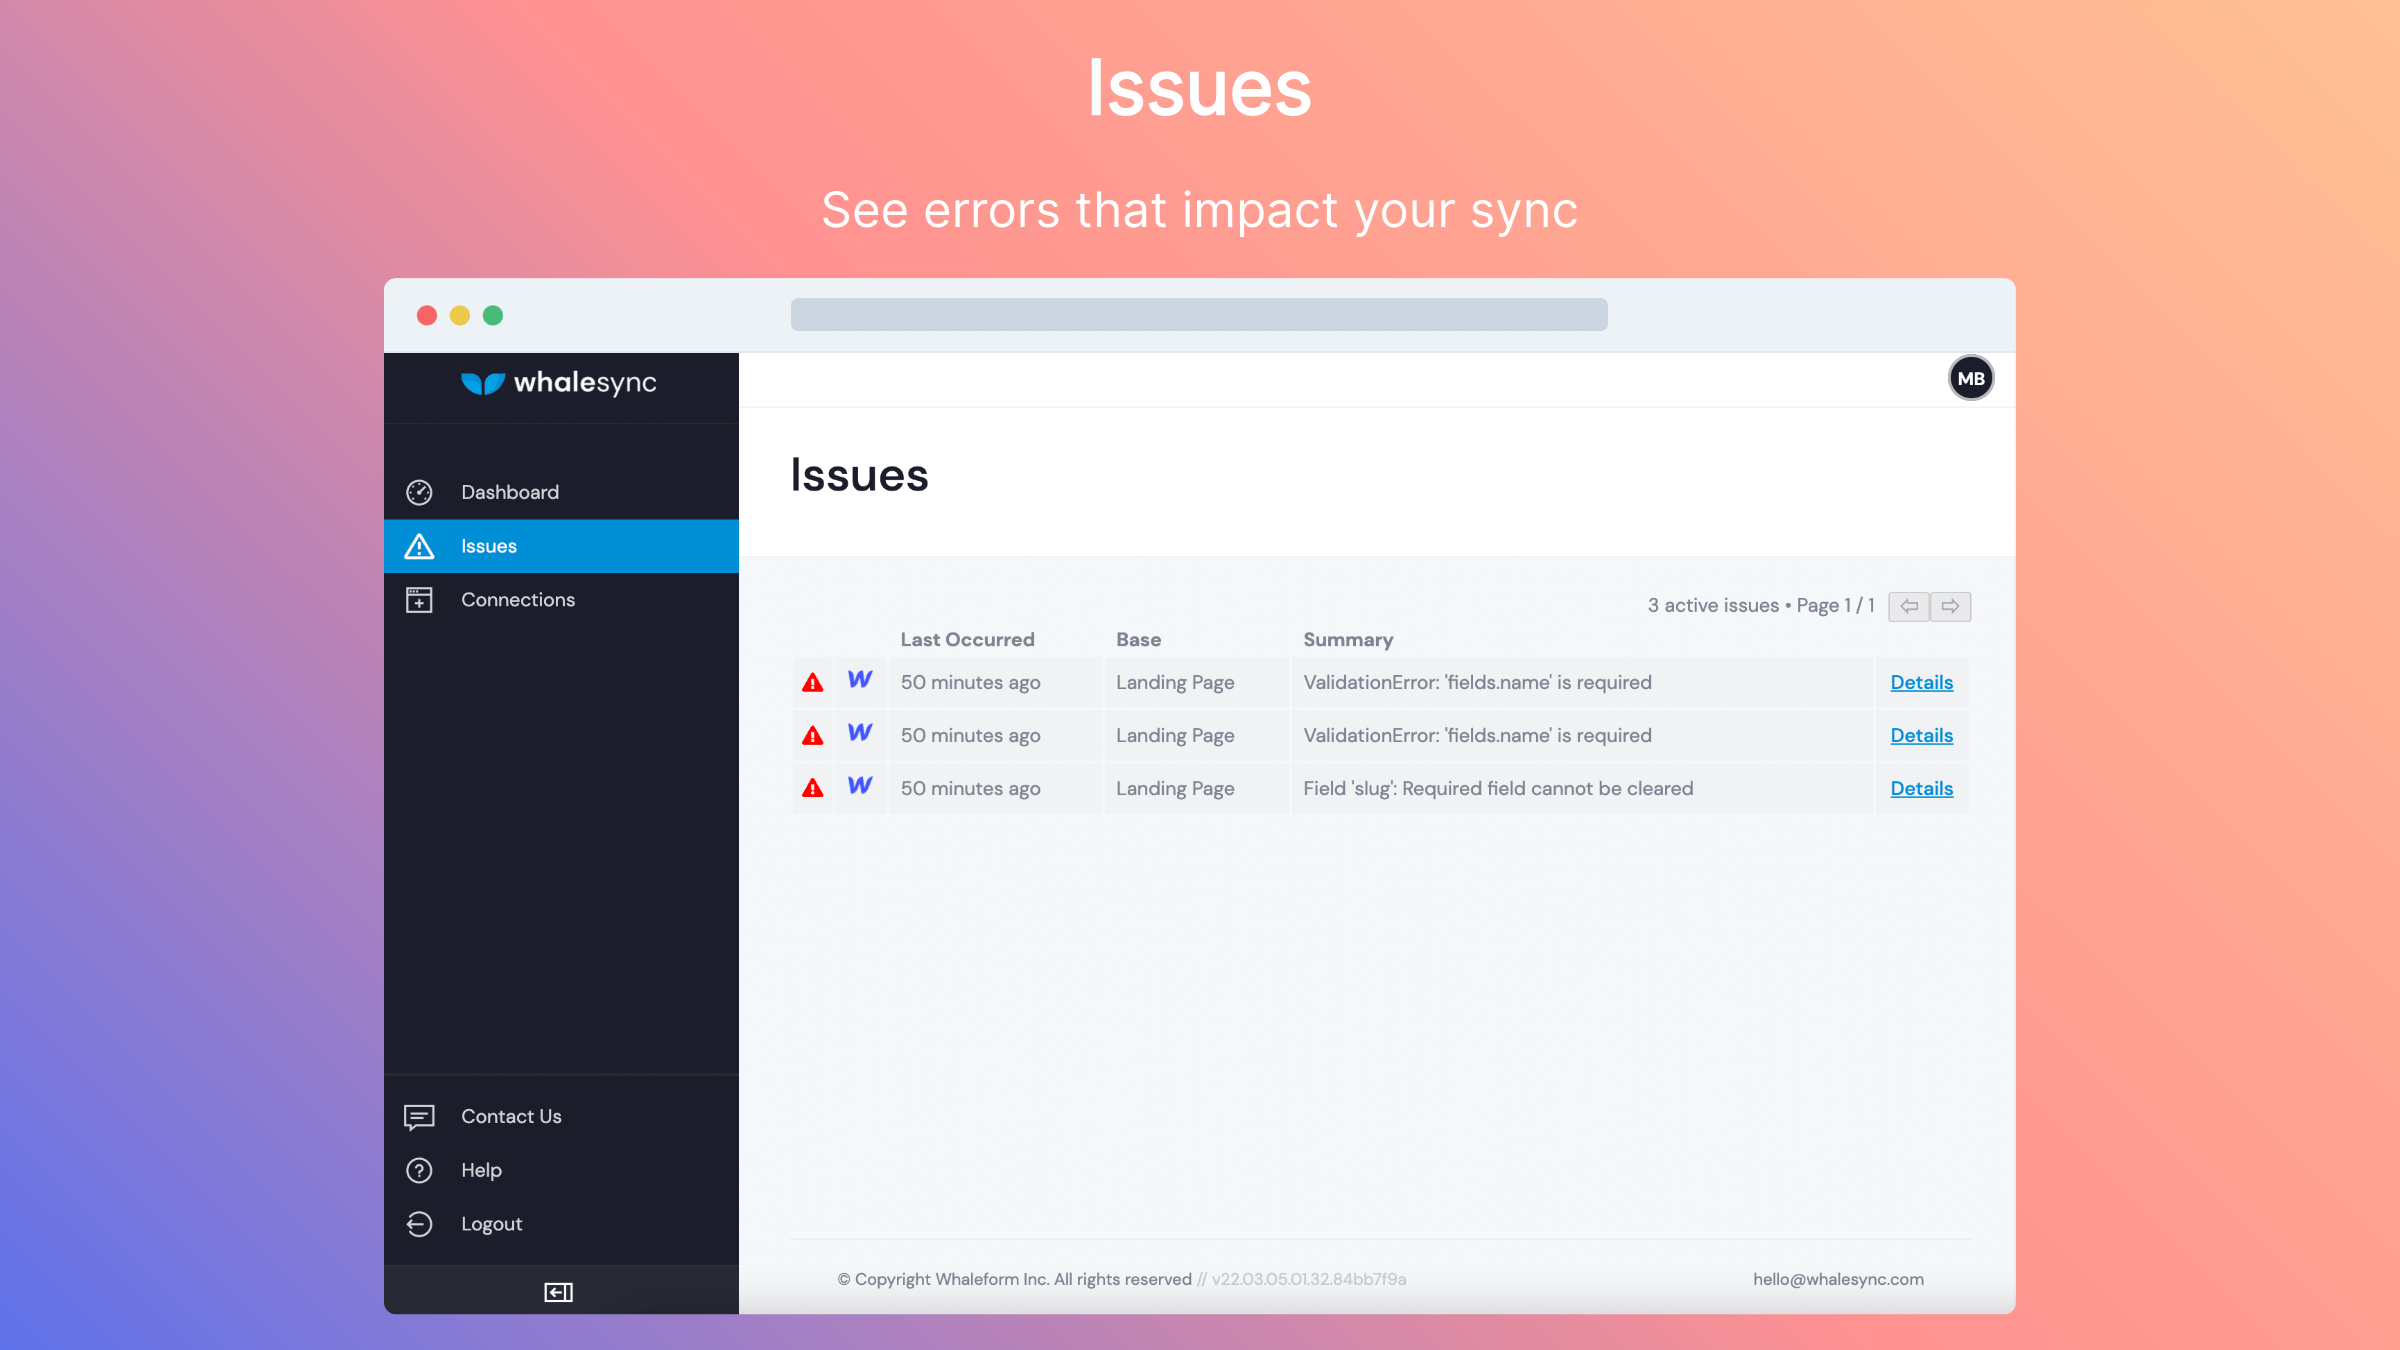 Issues
See errors that impact your sync
whalesync
MB
Dashboard
Issues
Connections
Contact Us
Help
Logout
Issues
3 active issues • Page 1 / 1
Last Occurred Base Summary
50 minutes ago Landing Page ValidationError: 'fields.name' is required Details
50 minutes ago Landing Page ValidationError: 'fields.name' is required Details
50 minutes ago Landing Page Field 'slug': Required field cannot be cleared Details
© Copyright Whaleform Inc. All rights reserved // v22.03.05.01.32.84bb7f9a
hello@whalesync.com